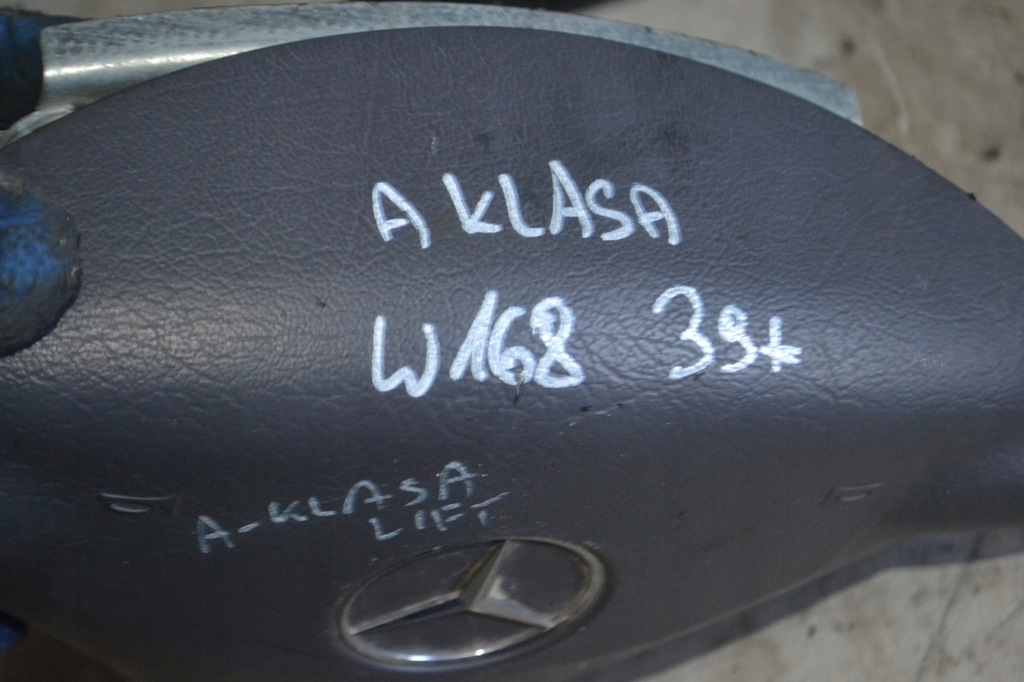 A KLASA
W168 39*
A-KLASA
LIFT